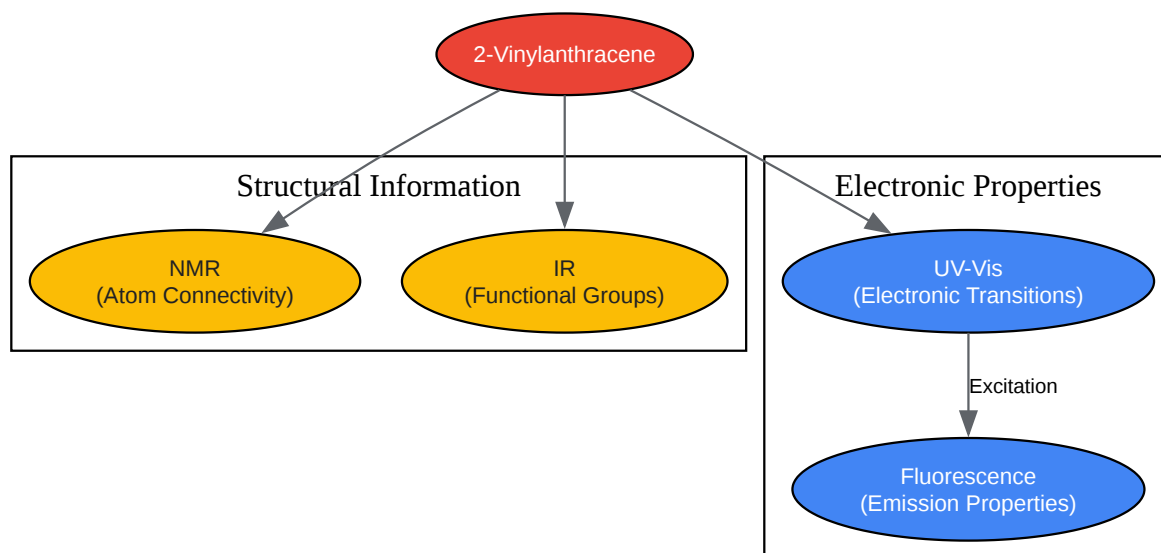 2-Vinylanthracene
Structural Information
NMR
(Atom Connectivity)
IR
(Functional Groups)
Electronic Properties
UV-Vis
(Electronic Transitions)
Excitation
Fluorescence
(Emission Properties)